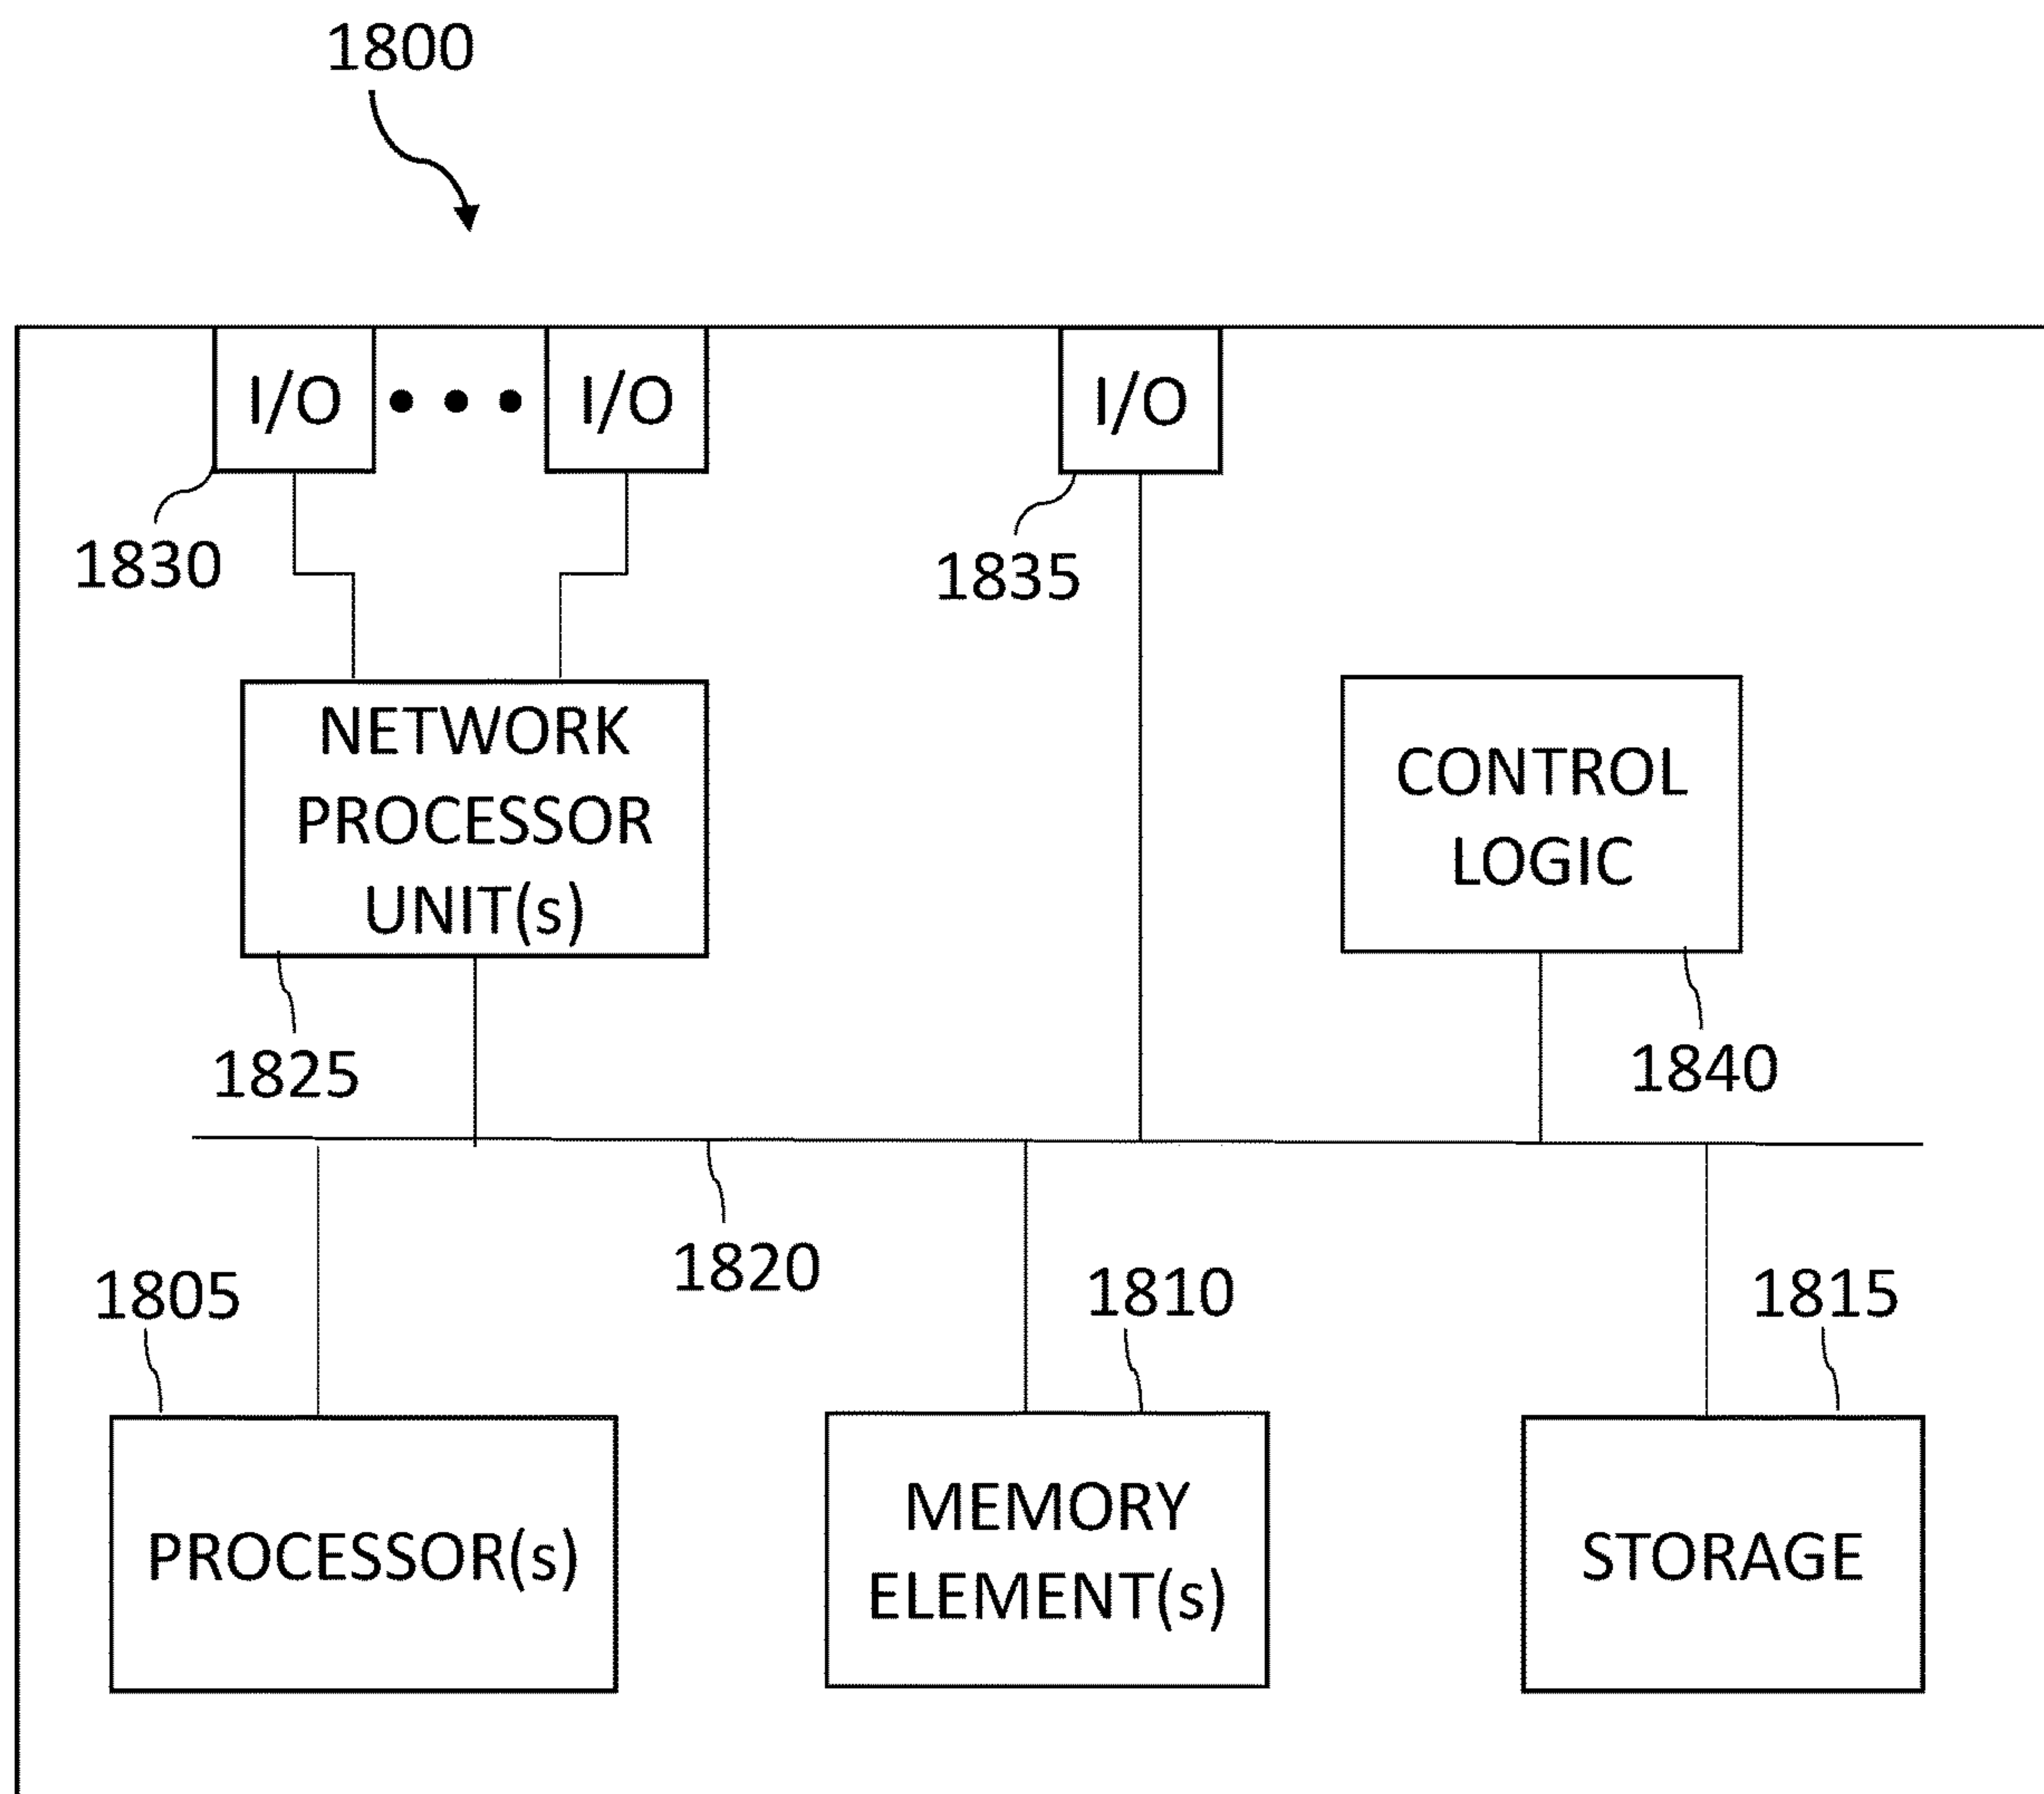 1800
I/O
I/O
I/O
1830
1835
NETWORK
PROCESSOR
UNIT(s)
CONTROL
LOGIC
1825
1840
1820
1805
1810
1815
PROCESSOR(s)
MEMORY
ELEMENT(s)
STORAGE